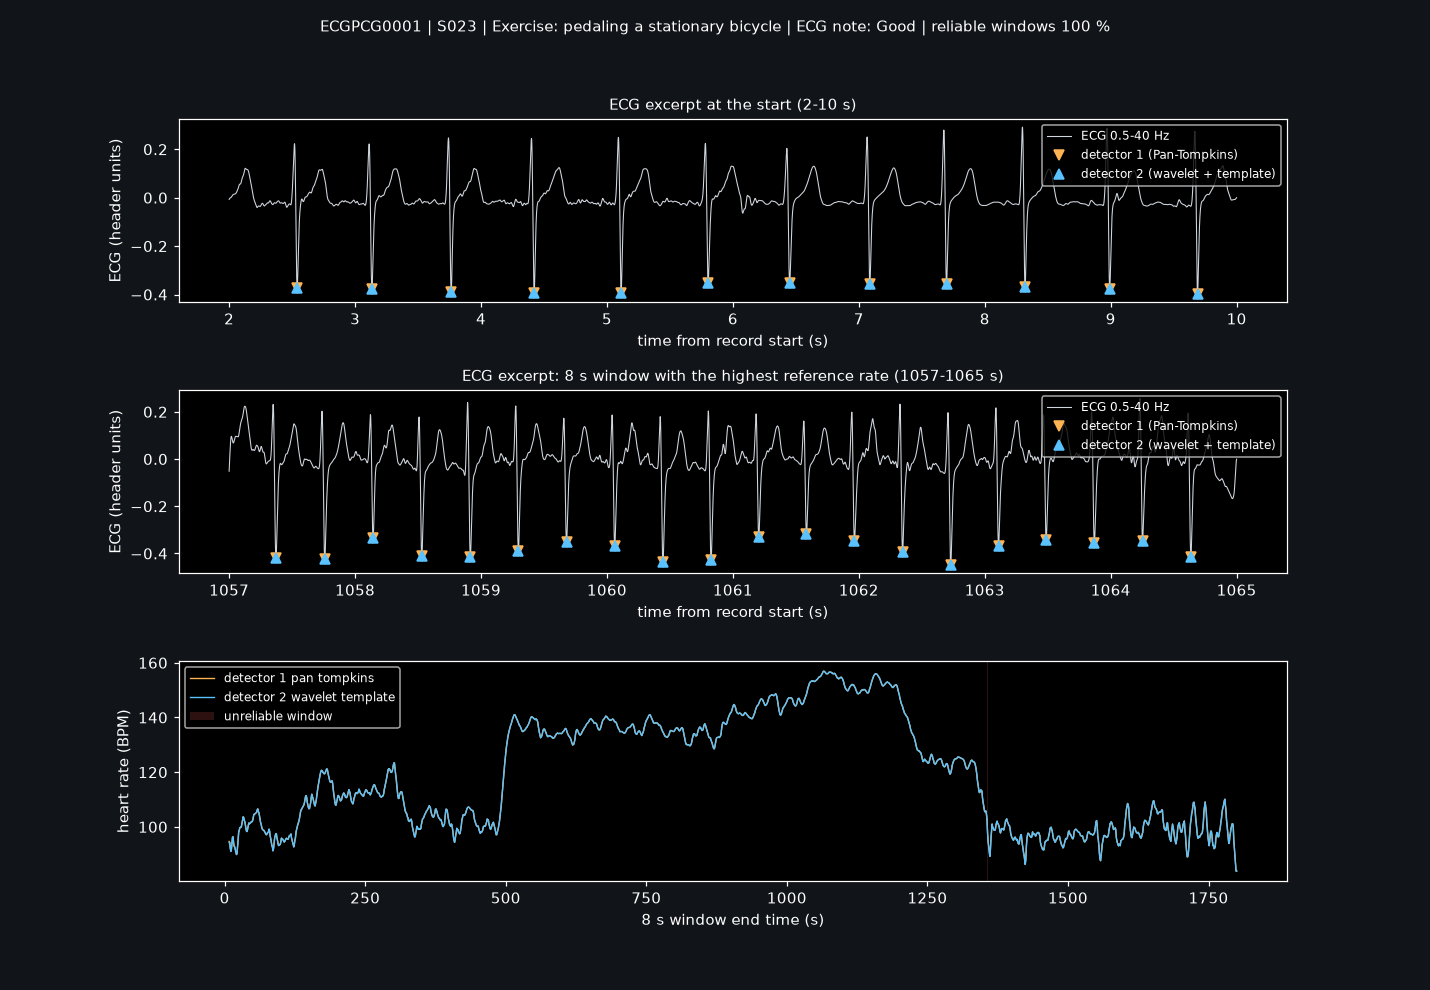 ECGPCG0001 | S023 | Exercise: pedaling a stationary bicycle | ECG note: Good | reliable windows 100 %
ECG excerpt at the start (2-10 s)
ECG (header units)
0.2
0.0
−0.2
−0.4
ECG 0.5-40 Hz
detector 1 (Pan-Tompkins)
detector 2 (wavelet + template)
2 3 4 5 6 7 8 9 10
time from record start (s)
ECG excerpt: 8 s window with the highest reference rate (1057-1065 s)
ECG (header units)
0.2
0.0
−0.2
−0.4
ECG 0.5-40 Hz
detector 1 (Pan-Tompkins)
detector 2 (wavelet + template)
1057 1058 1059 1060 1061 1062 1063 1064 1065
time from record start (s)
heart rate (BPM)
160
140
120
100
detector 1 pan tompkins
detector 2 wavelet template
unreliable window
0 250 500 750 1000 1250 1500 1750
8 s window end time (s)